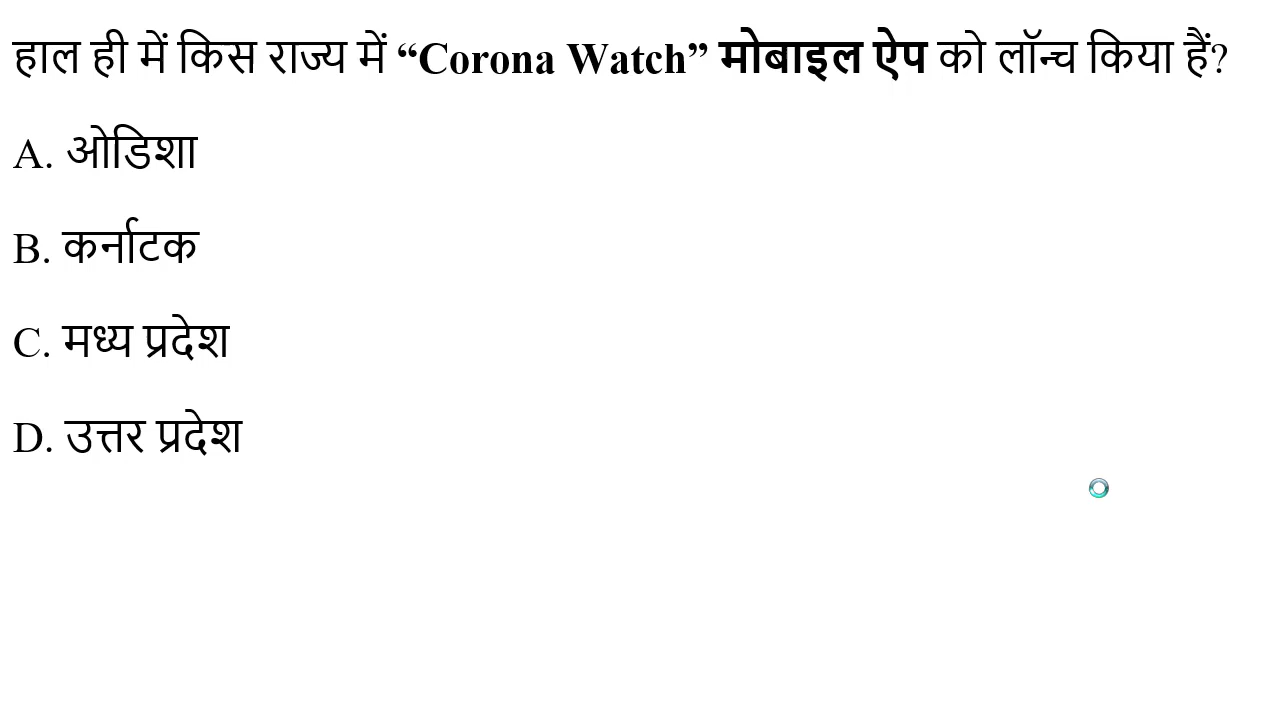 हाल ही में किस राज्य में “Corona Watch” मोबाइल ऐप को लॉन्च किया हैं?
A. ओडिशा
B. कर्नाटक
C. मध्य प्रदेश
D. उत्तर प्रदेश